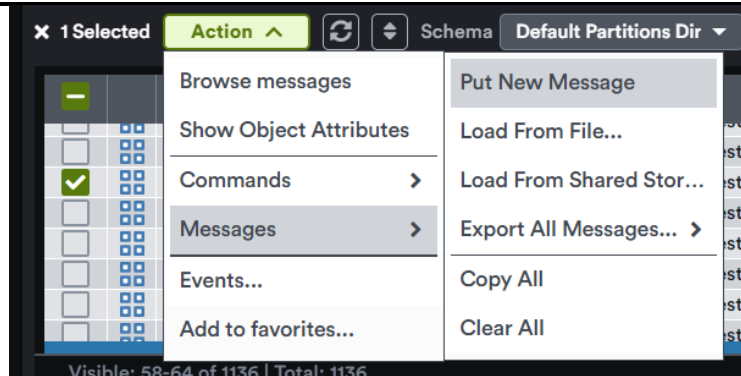 1 Selected Action Schema Default Partitions Dir
Browse messages
Show Object Attributes
Commands
Messages
Events...
Add to favorites...
Put New Message
Load From File...
Load From Shared Stor...
Export All Messages...
Copy All
Clear All
Visible: 58-64 of 1136 | Total: 1136